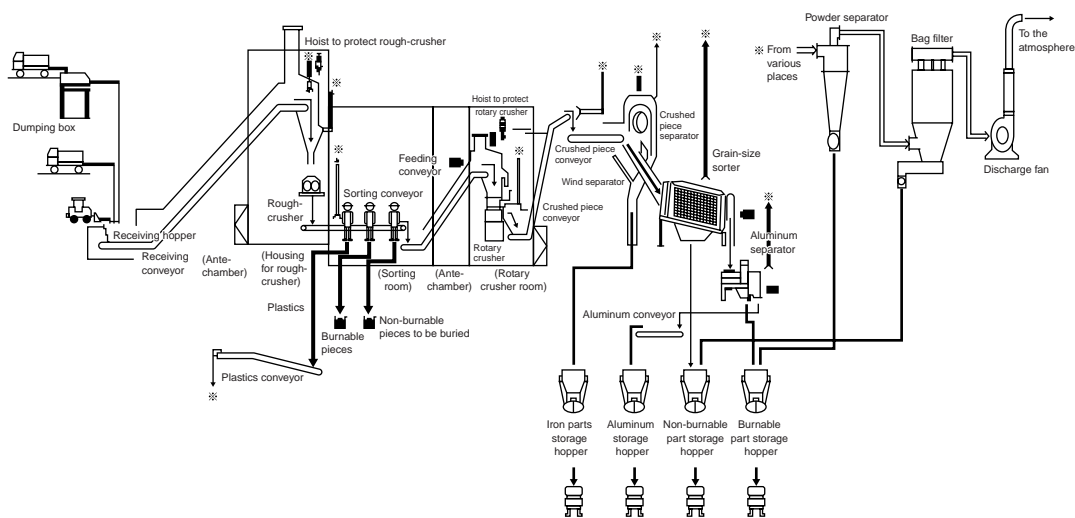 Hoist to protect rough-crusher
Dumping box
Receiving hopper
Receiving
conveyor
(Ante-
chamber)
Rough-
crusher
(Housing
for rough-
crusher)
Sorting conveyor
Feeding
conveyor
(Sorting
room)
(Ante-
chamber)
Hoist to protect
rotary crusher
Rotary
crusher
(Rotary
crusher room)
Crushed piece
conveyor
Crushed piece
conveyor
Wind separator
Crushed
piece
separator
Grain-size
sorter
Aluminum
separator
Powder separator
※ From
various
places
Bag filter
To the
atmosphere
Discharge fan
Plastics
Burnable
pieces
Non-burnable
pieces to be buried
Plastics conveyor
※
※
※
※
※
※
※
※
※
※
Aluminum conveyor
Iron parts
storage
hopper
Aluminum
storage
hopper
Non-burnable
part storage
hopper
Burnable
part storage
hopper